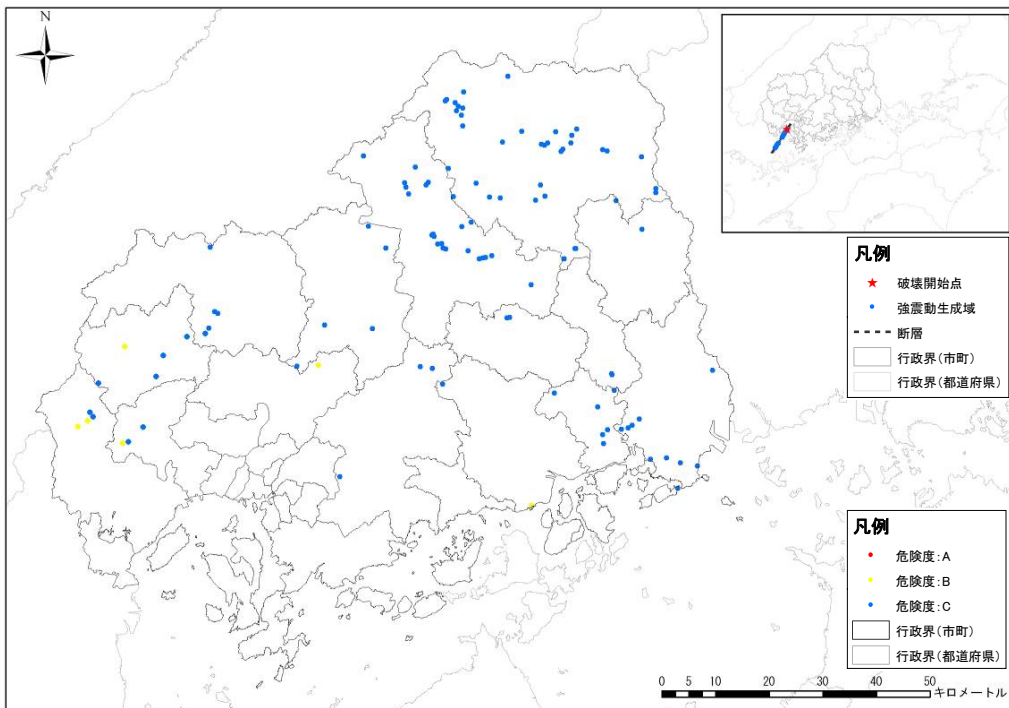 N
凡例
破壊開始点
強震動生成域
断層
行政界(市町)
行政界(都道府県)
凡例
危険度:A
危険度:B
危険度:C
行政界(市町)
行政界(都道府県)
0 5 10 20 30 40 50
キロメートル